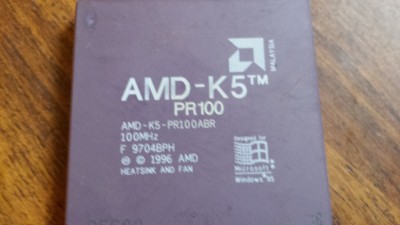 MALAYSIA
AMD-K5™
PR100
AMD-K5-PR100ABR
100MHz
F 9704BPH
Ⓜ © 1996 AMD
HEATSINK AND FAN
Designed for
Microsoft®
Windows®95